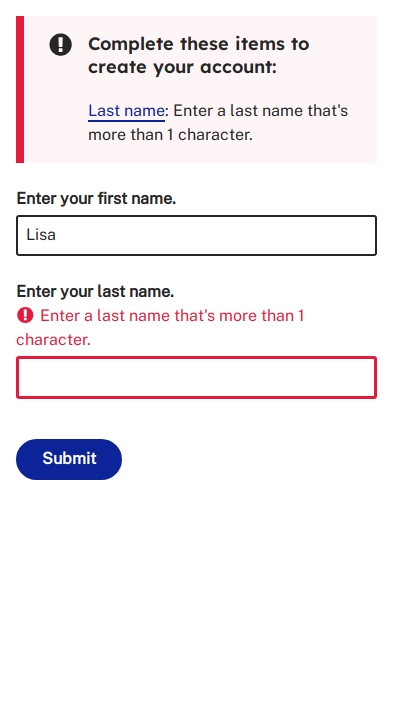 Complete these items to
create your account:
Last name: Enter a last name that's
more than 1 character.
Enter your first name.
Lisa
Enter your last name.
Enter a last name that's more than 1
character.
Submit